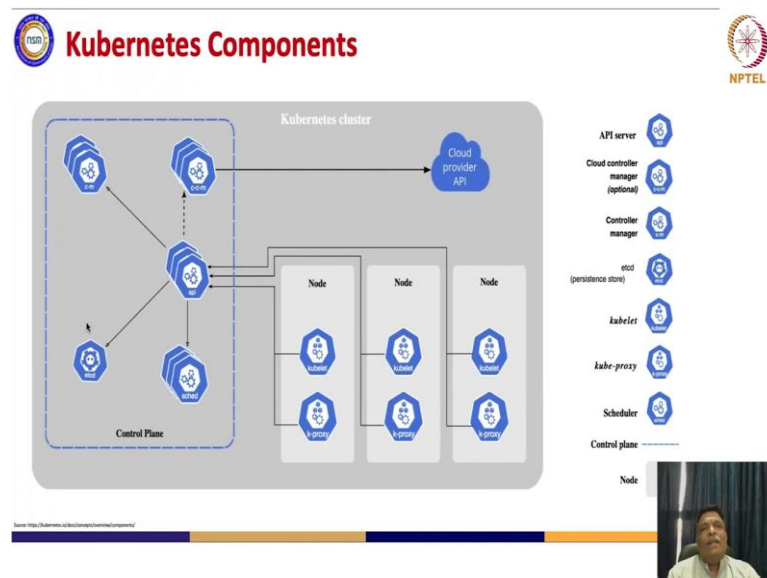 nsm
Kubernetes Components
NPTEL
Kubernetes cluster
c-m
c-c-m
Cloud
provider
API
api
etcd
sched
Control Plane
Node
Node
Node
kubelet
kubelet
kubelet
k-proxy
k-proxy
k-proxy
API server
api
Cloud controller
manager
(optional)
c-c-m
Controller
manager
c-m
etcd
(persistence store)
etcd
kubelet
kubelet
kube-proxy
k-proxy
Scheduler
sched
Control plane
Node
Source: https://kubernetes.io/docs/concepts/overview/components/